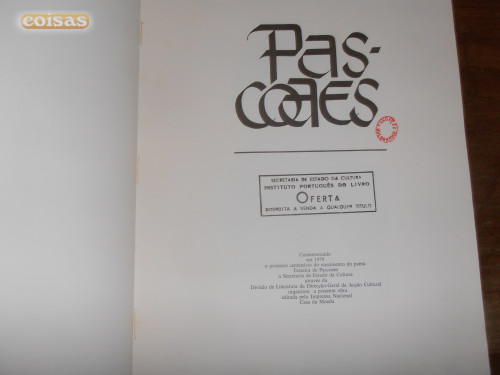 coisas
PAS-
COAES
SECRETARIA DE ESTADO DA CULTURA
INSTITUTO PORTUGUÊS DO LIVRO
OFERTA
INTERDITA A VENDA A QUALQUER TÍTULO
Comemorando
em 1978
o primeiro centenário do nascimento do poeta
Teixeira de Pascoaes
a Secretaria de Estado da Cultura
através da
Divisão de Literatura da Direcção-Geral da Acção Cultural
organizou a presente obra
editada pela Imprensa Nacional
Casa da Moeda